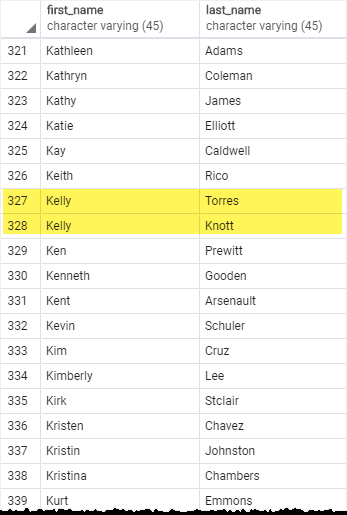 first_name last_name
character varying (45) character varying (45)
321 Kathleen Adams
322 Kathryn Coleman
323 Kathy James
324 Katie Elliott
325 Kay Caldwell
326 Keith Rico
327 Kelly Torres
328 Kelly Knott
329 Ken Prewitt
330 Kenneth Gooden
331 Kent Arsenault
332 Kevin Schuler
333 Kim Cruz
334 Kimberly Lee
335 Kirk Stclair
336 Kristen Chavez
337 Kristin Johnston
338 Kristina Chambers
339 Kurt Emmons